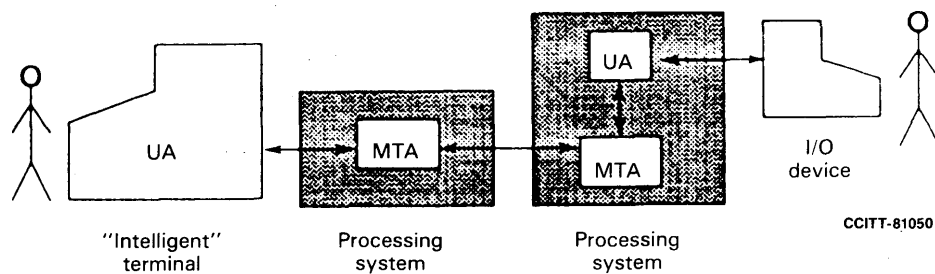 UA
MTA
UA
MTA
I/O
device
CCITT-81050
"Intelligent"
terminal
Processing
system
Processing
system